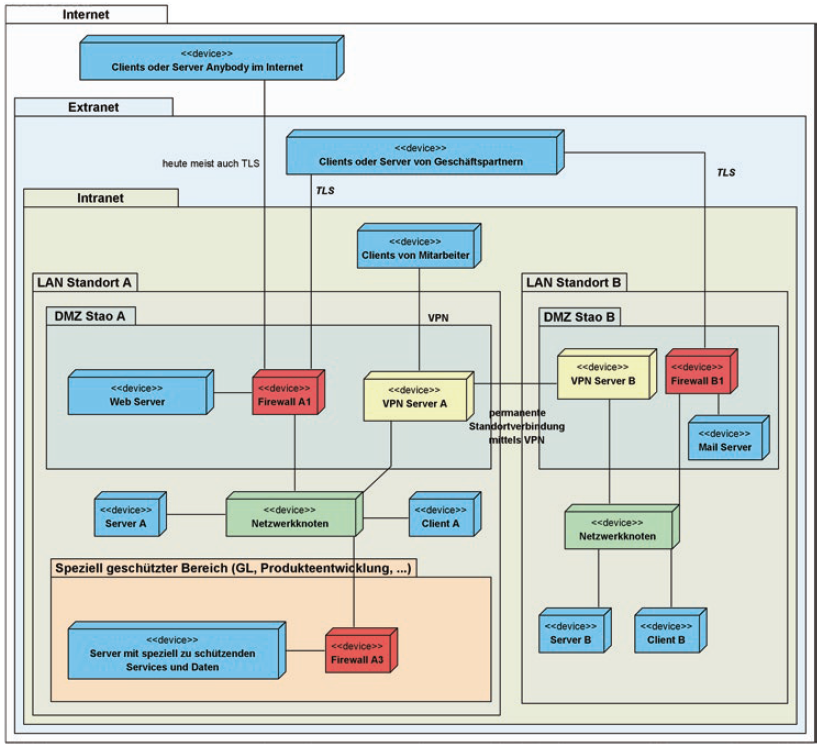 Internet
<<device>>
Clients oder Server Anybody im Internet
Extranet
<<device>>
Clients oder Server von Geschäftspartnern
heute meist auch TLS
TLS
TLS
Intranet
<<device>>
Clients von Mitarbeiter
LAN Standort A
LAN Standort B
DMZ Stao A
VPN
DMZ Stao B
<<device>>
Web Server
<<device>>
Firewall A1
<<device>>
VPN Server A
<<device>>
VPN Server B
<<device>>
Firewall B1
permanente
Standortverbindung
mittels VPN
<<device>>
Mail Server
<<device>>
Server A
<<device>>
Netzwerkknoten
<<device>>
Client A
<<device>>
Netzwerkknoten
Speziell geschützter Bereich (GL, Produkteentwicklung, ...)
<<device>>
Server mit speziell zu schützenden
Services und Daten
<<device>>
Firewall A3
<<device>>
Server B
<<device>>
Client B